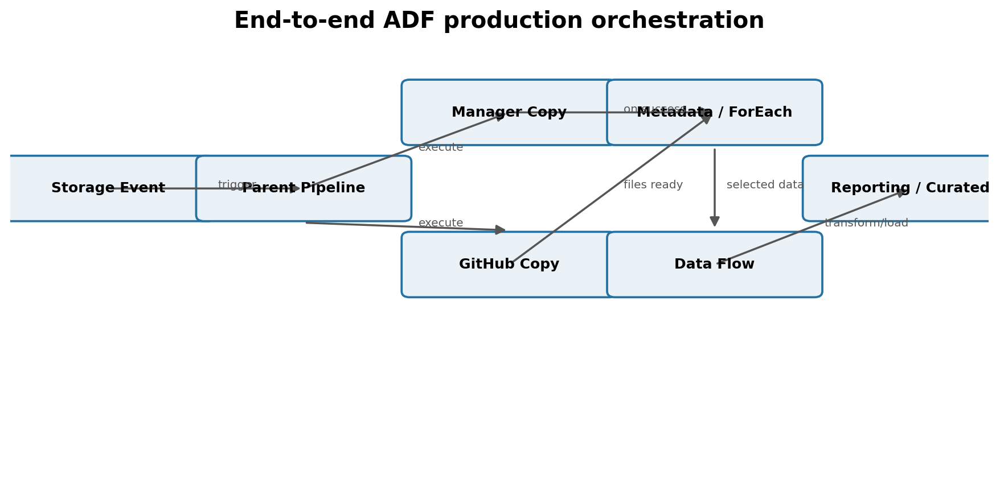 End-to-end ADF production orchestration
Manager Copy
on success
Metadata / ForEach
execute
Storage Event
trigger
Parent Pipeline
files ready
selected data
Reporting / Curated
execute
transform/load
GitHub Copy
Data Flow